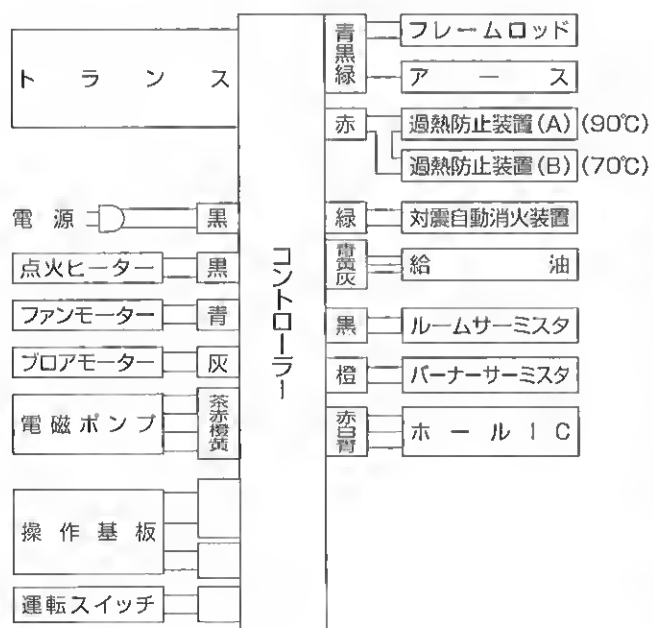 トランス
電源
黒
点火ヒーター
黒
ファンモーター
青
ブロアモーター
灰
電磁ポンプ
茶赤橙黄
操作基板
運転スイッチ
コントローラー
青黒緑
フレームロッド
アース
赤
過熱防止装置(A)(90℃)
過熱防止装置(B)(70℃)
緑
対震自動消火装置
青黄灰
給油
黒
ルームサーミスタ
橙
バーナーサーミスタ
赤白青
ホールIC